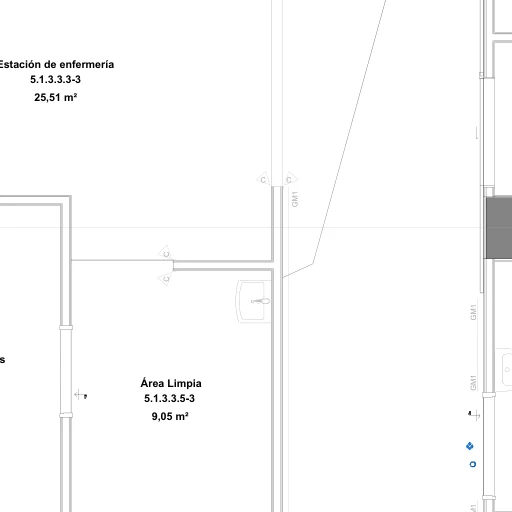 Estación de enfermería
5.1.3.3.3-3
25,51 m²
C
C
GM1
C
C
GM1
GM1
s
Área Limpia
5.1.3.3.5-3
9,05 m²
M1